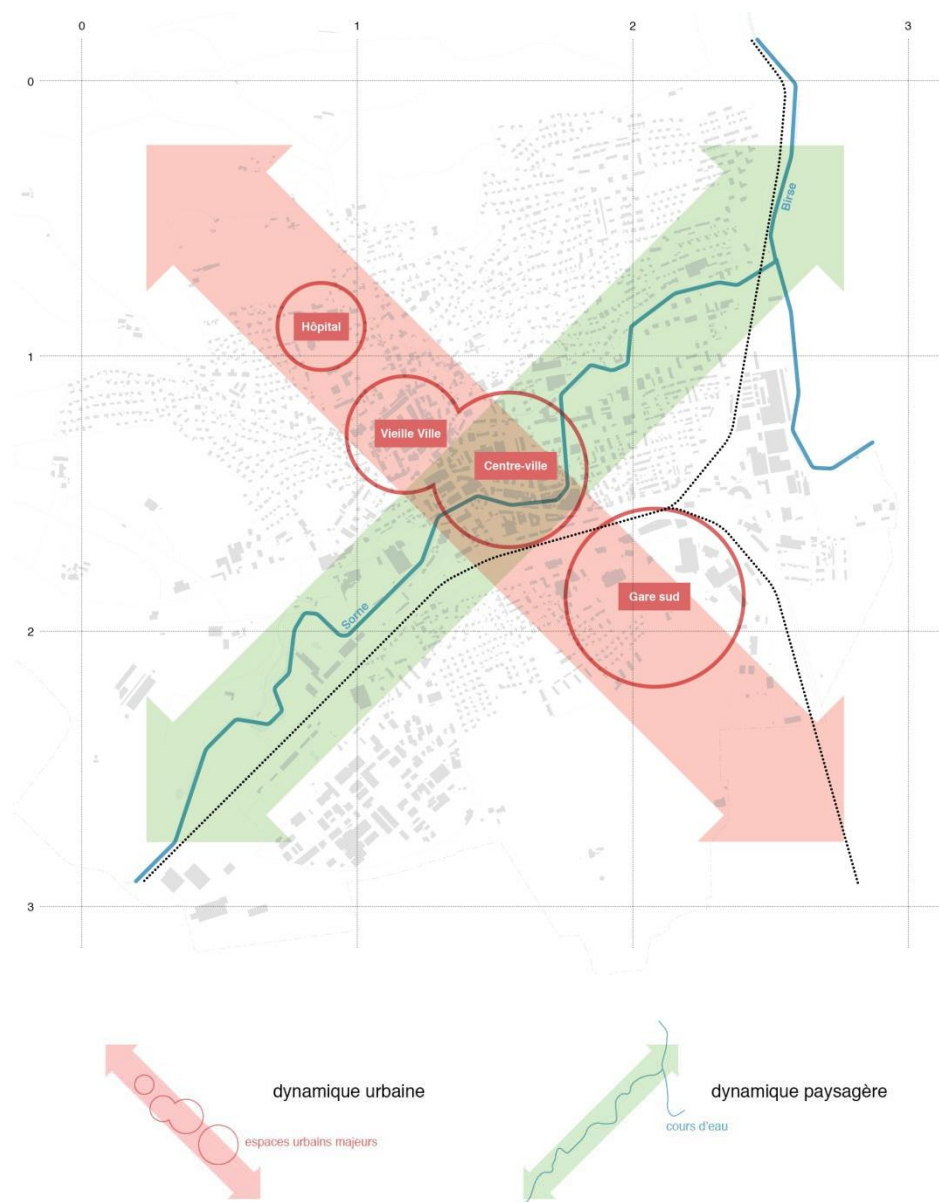 0 1 2 3
0
Birse
Hôpital
1
Vieille Ville
Centre-ville
Gare sud
Sorne
2
3
dynamique urbaine
espaces urbains majeurs
dynamique paysagère
cours d'eau